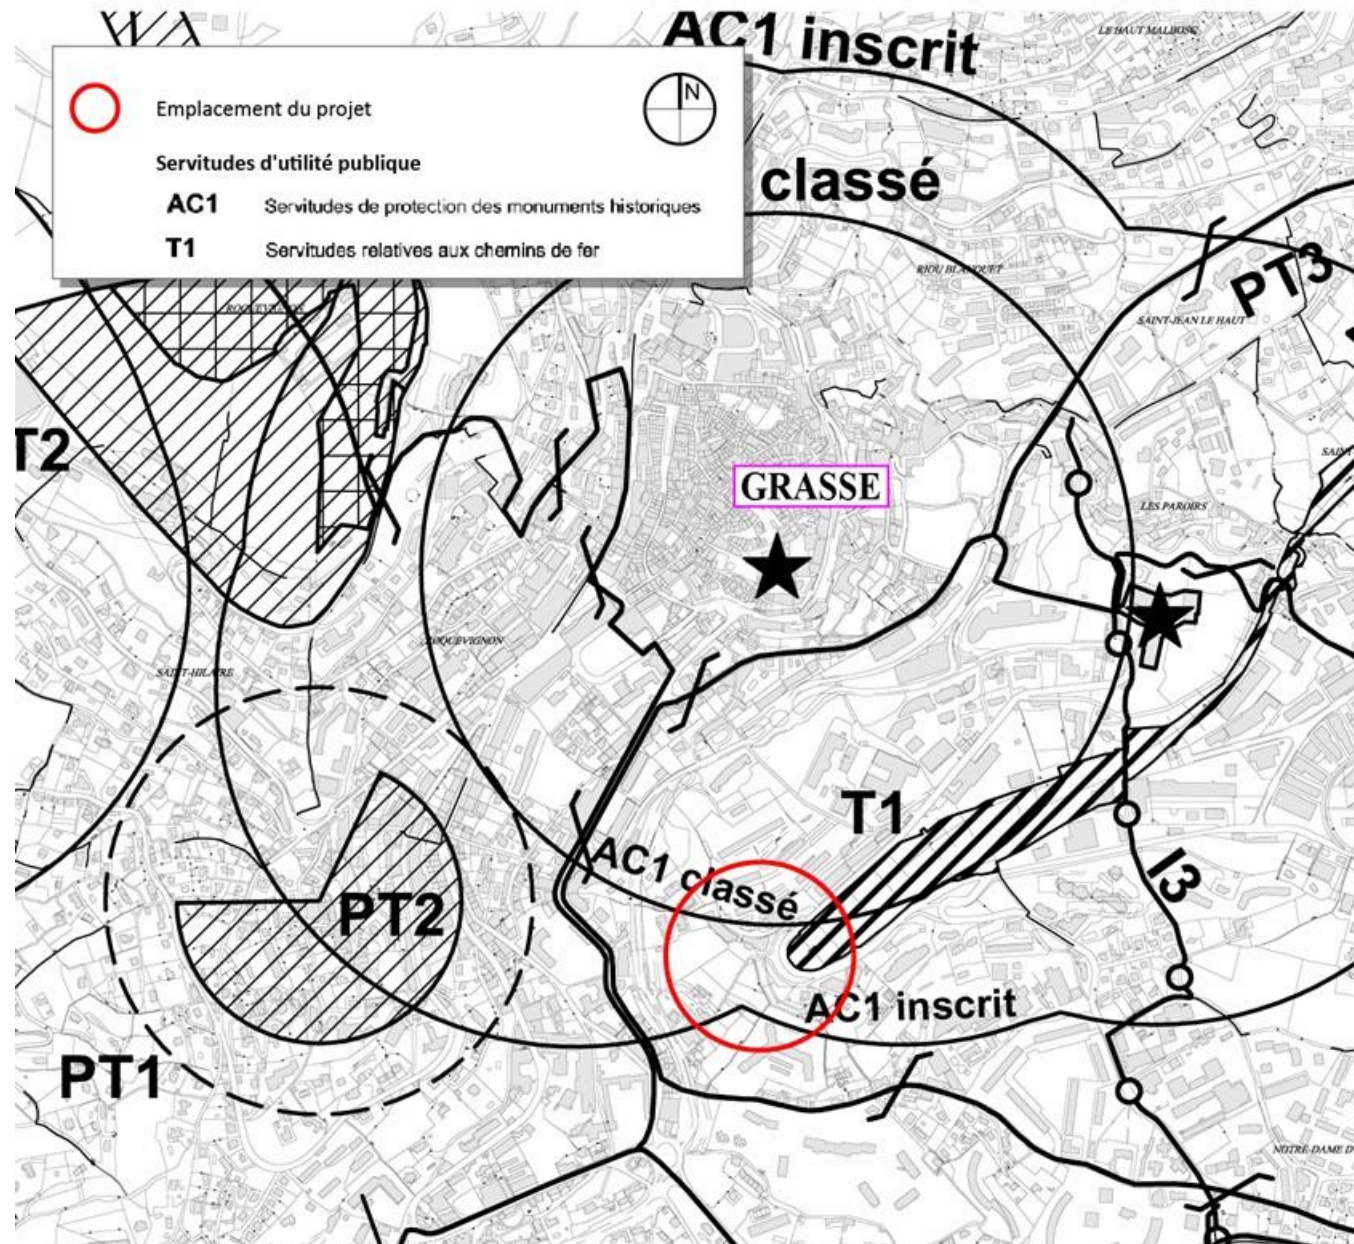 AC1 inscrit
LE HAUT MALBOSC
Emplacement du projet
N
Servitudes d'utilité publique
AC1 Servitudes de protection des monuments historiques
T1 Servitudes relatives aux chemins de fer
classé
RIOU BLANQUET
PT3
SAINT-JEAN LE HAUT
ROQUEVIGNON
T2
GRASSE
LES PAROIRS
ROQUEVIGNON
SAINT-HILAIRE
T1
AC1 classé
I3
PT2
AC1 inscrit
PT1
NOTRE-DAME D